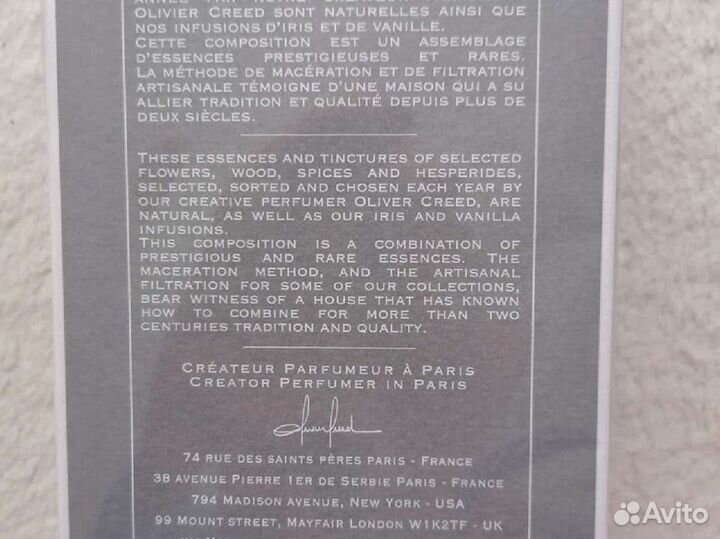 OLIVIER CREED SONT NATURELLES AINSI QUE
NOS INFUSIONS D'IRIS ET DE VANILLE.
CETTE COMPOSITION EST UN ASSEMBLAGE
D'ESSENCES PRESTIGIEUSES ET RARES.
LA MÉTHODE DE MACÉRATION ET DE FILTRATION
ARTISANALE TÉMOIGNE D'UNE MAISON QUI A SU
ALLIER TRADITION ET QUALITÉ DEPUIS PLUS DE
DEUX SIÈCLES.
THESE ESSENCES AND TINCTURES OF SELECTED
FLOWERS, WOOD, SPICES AND HESPERIDES,
SELECTED, SORTED AND CHOSEN EACH YEAR BY
OUR CREATIVE PERFUMER OLIVER CREED, ARE
NATURAL, AS WELL AS OUR IRIS AND VANILLA
INFUSIONS.
THIS COMPOSITION IS A COMBINATION OF
PRESTIGIOUS AND RARE ESSENCES. THE
MACERATION METHOD, AND THE ARTISANAL
FILTRATION FOR SOME OF OUR COLLECTIONS,
BEAR WITNESS OF A HOUSE THAT HAS KNOWN
HOW TO COMBINE FOR MORE THAN TWO
CENTURIES TRADITION AND QUALITY.
CRÉATEUR PARFUMEUR À PARIS
CREATOR PERFUMER IN PARIS
74 RUE DES SAINTS PÈRES PARIS - FRANCE
38 AVENUE PIERRE 1ER DE SERBIE PARIS - FRANCE
794 MADISON AVENUE, NEW YORK - USA
99 MOUNT STREET, MAYFAIR LONDON W1K2TF - UK
Avito